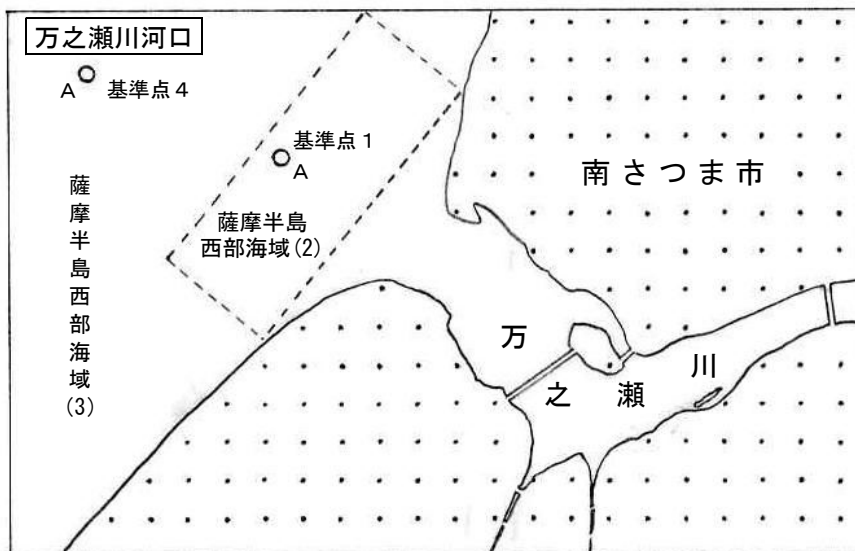 万之瀬川河口
A 基準点4
基準点1
A
南さつま市
薩摩半島
西部海域(2)
薩摩半島西部海域(3)
万之瀬川